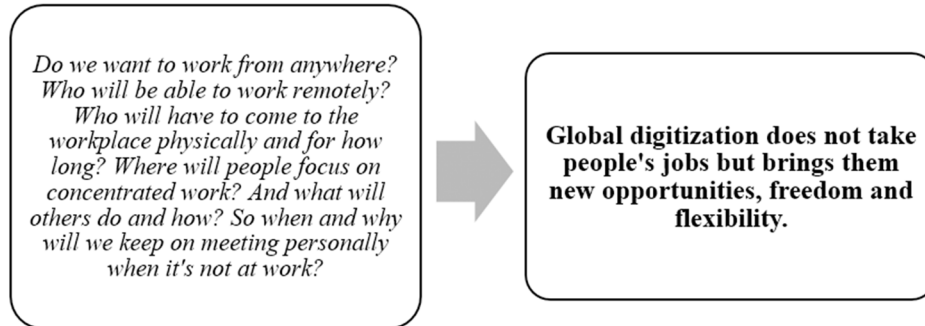 Do we want to work from anywhere?
Who will be able to work remotely?
Who will have to come to the
workplace physically and for how
long? Where will people focus on
concentrated work? And what will
others do and how? So when and why
will we keep on meeting personally
when it's not at work?
Global digitization does not take
people's jobs but brings them
new opportunities, freedom and
flexibility.